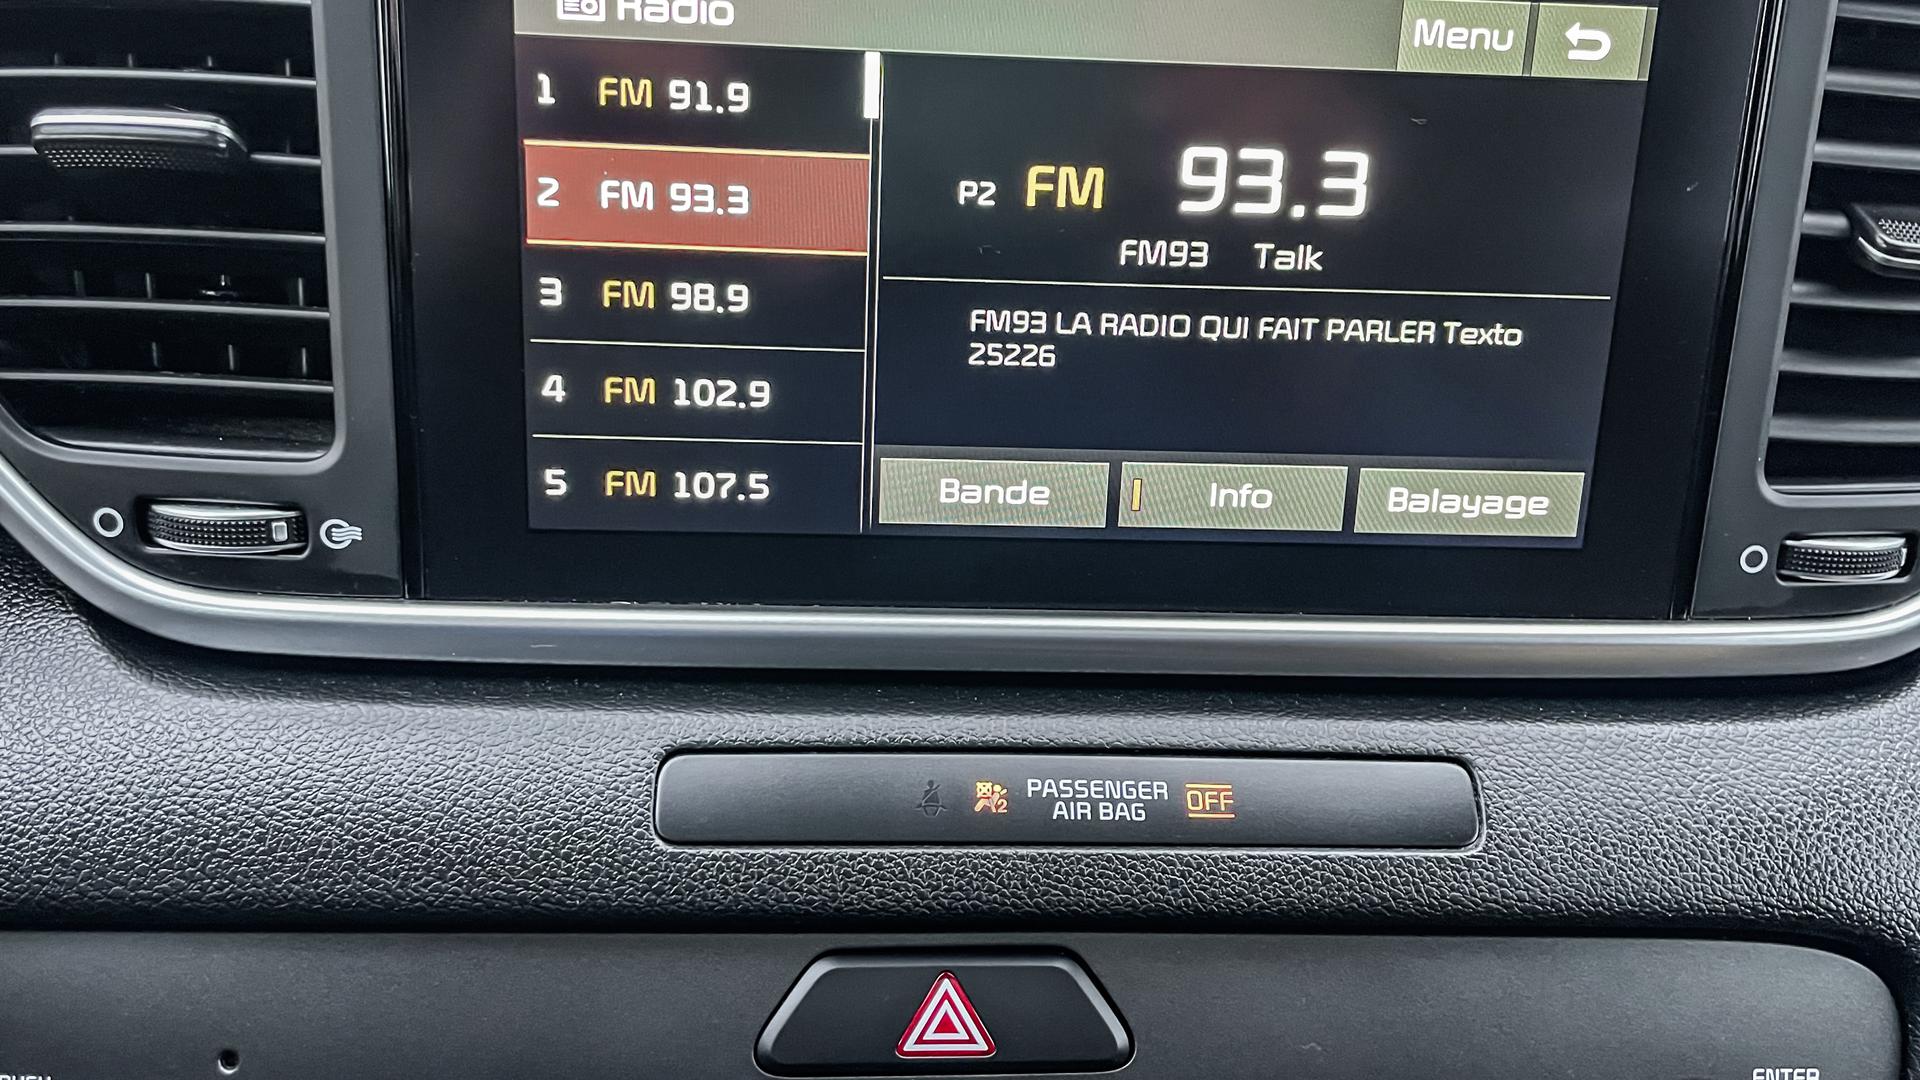 Radio
Menu
1 FM 91.9
2 FM 93.3
3 FM 98.9
4 FM 102.9
5 FM 107.5
P2 FM 93.3
FM93 Talk
FM93 LA RADIO QUI FAIT PARLER Texto
25226
Bande
Info
Balayage
PASSENGER
AIR BAG
OFF
2
ENTER